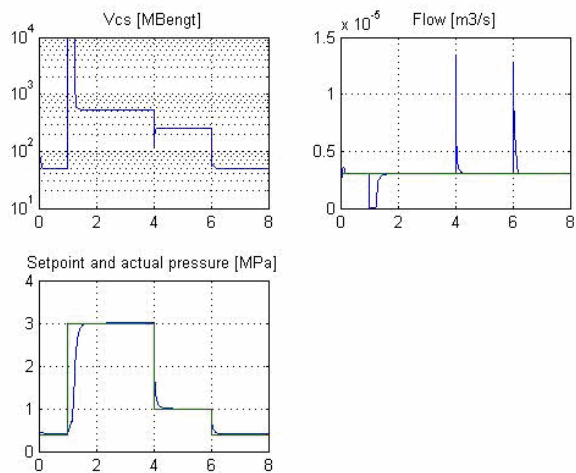 Vcs [MBengt]
10^4
10^3
10^2
10^1
0 2 4 6 8
Flow [m3/s]
x 10^-5
1.5
1
0.5
0
0 2 4 6 8
Setpoint and actual pressure [MPa]
4
3
2
1
0
0 2 4 6 8